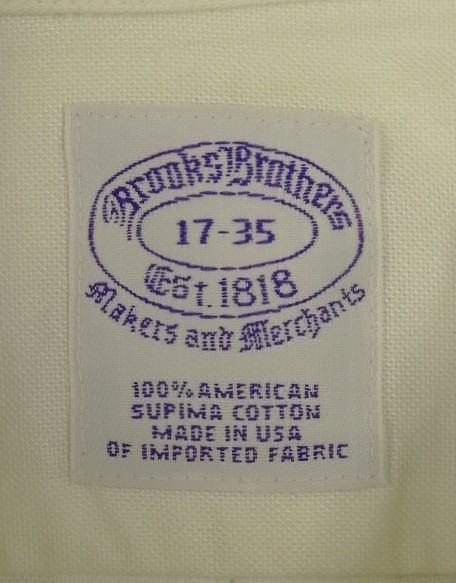 Brooks Brothers
17-35
Est. 1818
Makers and Merchants
100% AMERICAN
SUPIMA COTTON
MADE IN USA
OF IMPORTED FABRIC